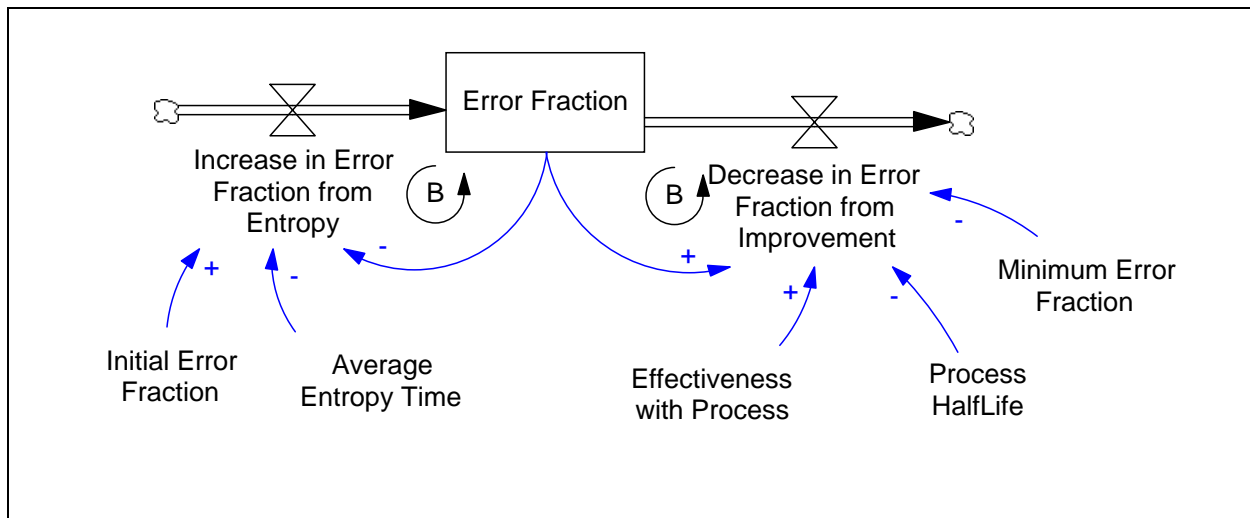 Error Fraction
Increase in Error
Fraction from
Entropy
B
-
+
-
B
Decrease in Error
Fraction from
Improvement
+
+
-
-
Initial Error
Fraction
Average
Entropy Time
Effectiveness
with Process
Process
HalfLife
Minimum Error
Fraction